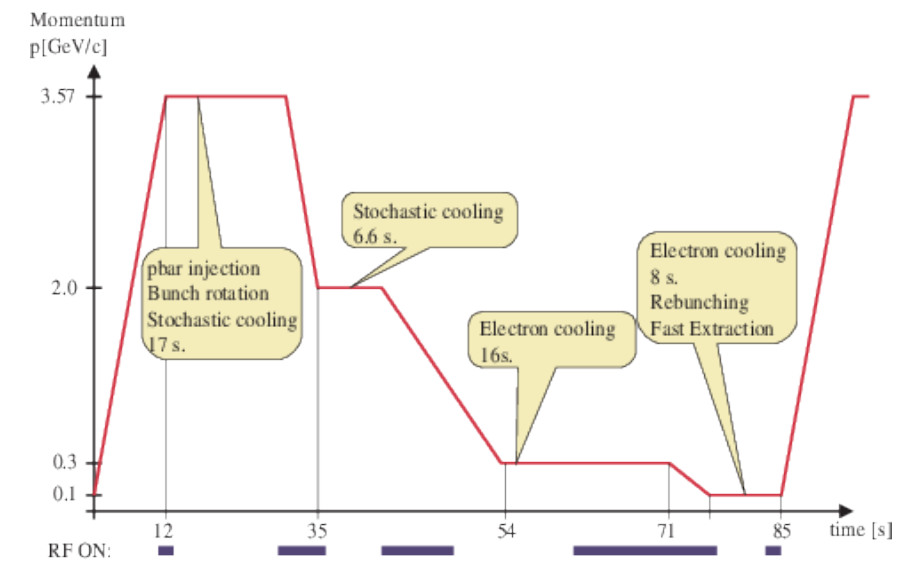 Momentum
p[GeV/c]
3.57
Stochastic cooling
6.6 s.
pbar injection
Bunch rotation
Stochastic cooling
17 s.
Electron cooling
8 s.
Rebunching
Fast Extraction
2.0
Electron cooling
16s.
0.3
0.1
12
35
54
71
85
time [s]
RF ON: